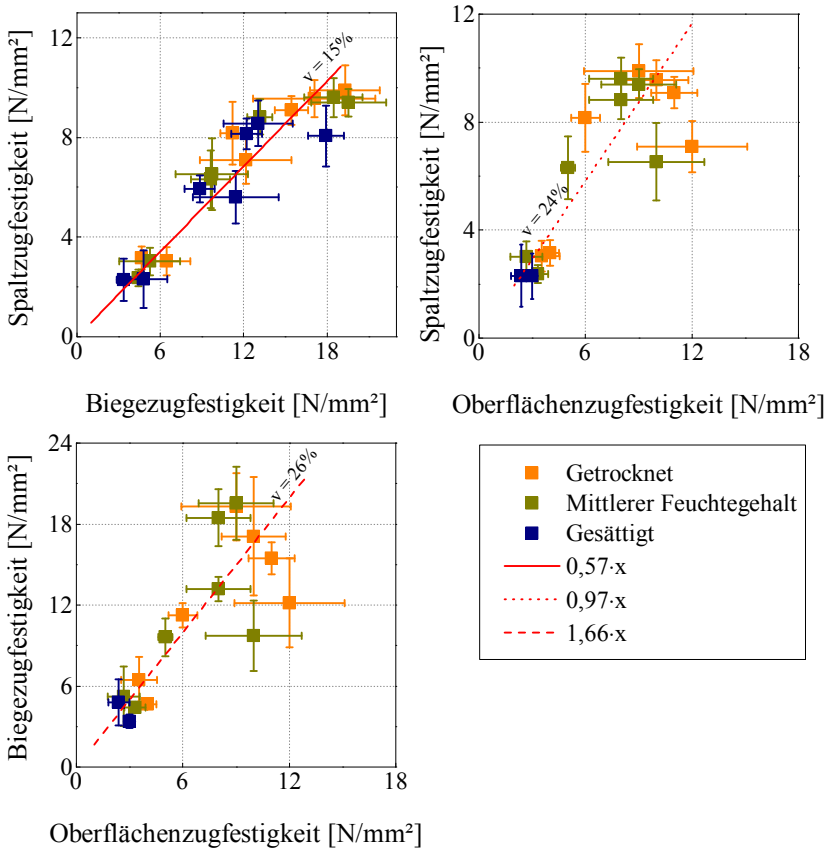 12
8
4
0
0
6
12
18
Spaltzugfestigkeit [N/mm²]
Biegezugfestigkeit [N/mm²]
v = 15%
12
8
4
0
0
6
12
18
Spaltzugfestigkeit [N/mm²]
Oberflächenzugfestigkeit [N/mm²]
v = 24%
24
18
12
6
0
0
6
12
18
Biegezugfestigkeit [N/mm²]
Oberflächenzugfestigkeit [N/mm²]
v = 26%
Getrocknet
Mittlerer Feuchtegehalt
Gesättigt
0,57·x
0,97·x
1,66·x